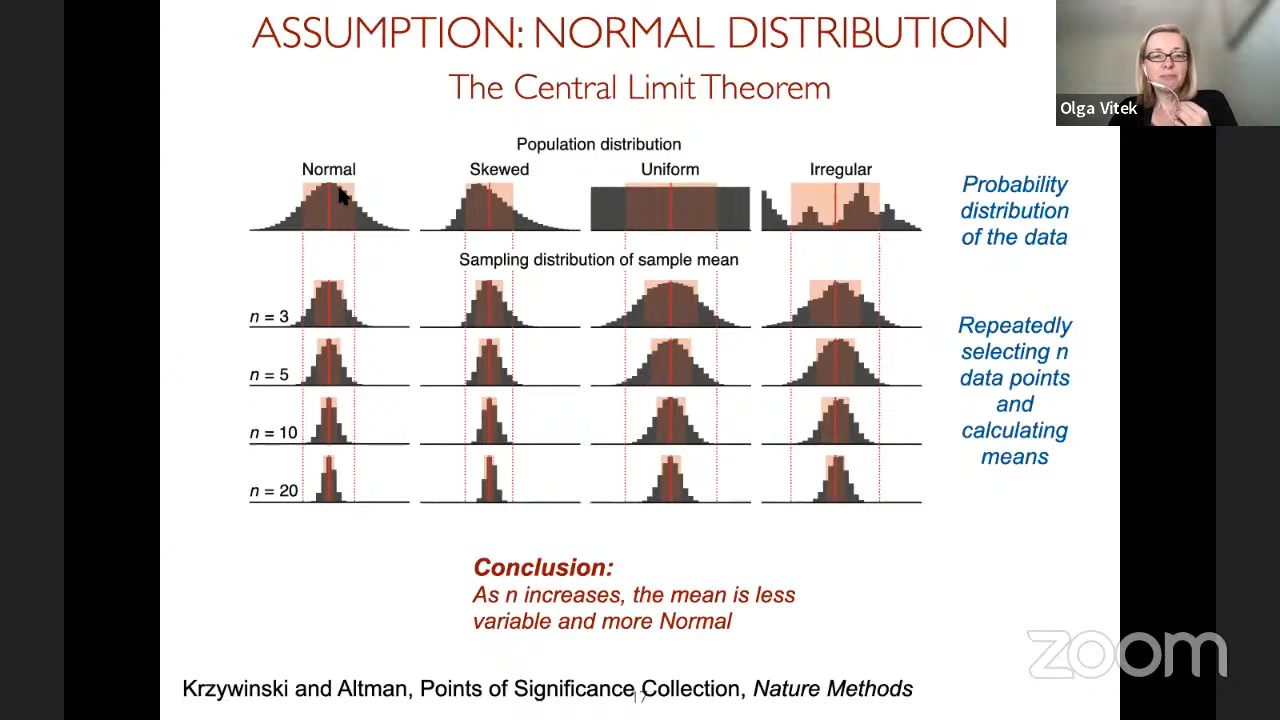 ASSUMPTION: NORMAL DISTRIBUTION
The Central Limit Theorem
Olga Vitek
Population distribution
Normal Skewed Uniform Irregular
Probability
distribution
of the data
Sampling distribution of sample mean
n = 3
n = 5
n = 10
n = 20
Repeatedly
selecting n
data points
and
calculating
means
Conclusion:
As n increases, the mean is less
variable and more Normal
zoom
Krzywinski and Altman, Points of Significance Collection, Nature Methods
17